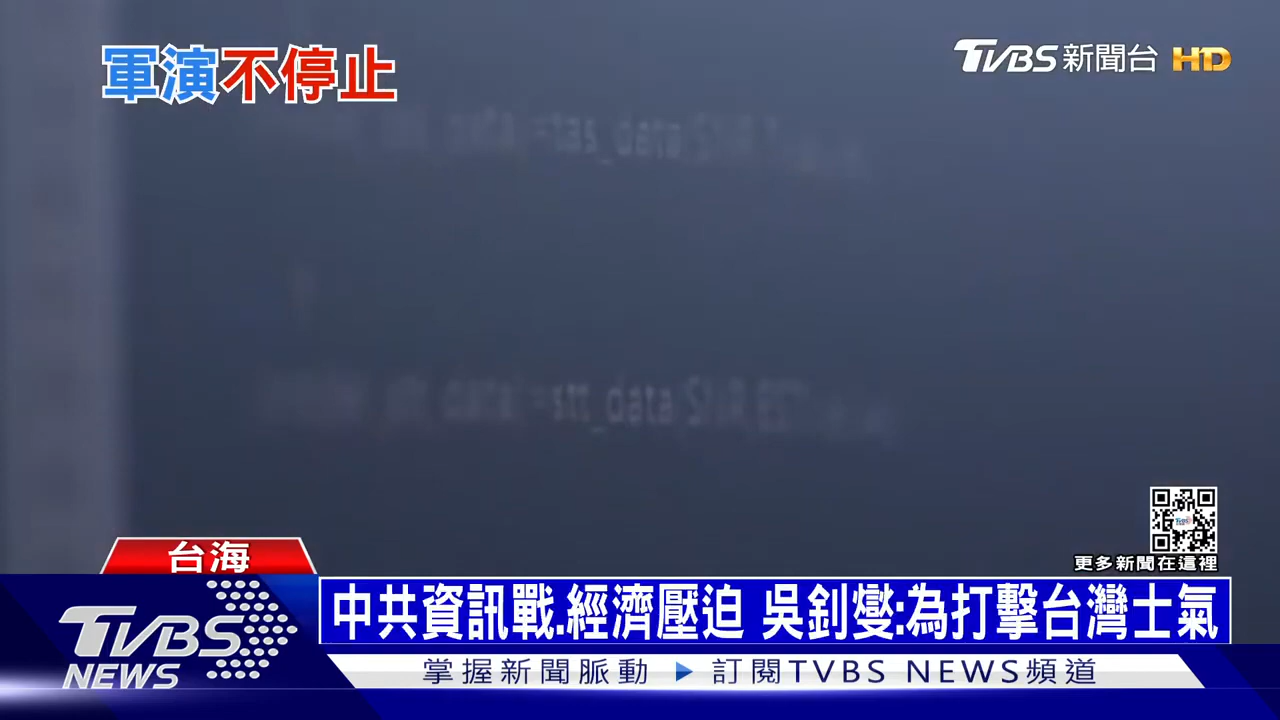 軍演不停止
TVBS新聞台 HD
=tas_data
=stt_data
更多新聞在這裡
台海
中共資訊戰.經濟壓迫 吳釗燮:為打擊台灣士氣
TVBS
NEWS
掌握新聞脈動 ▶ 訂閱TVBS NEWS頻道